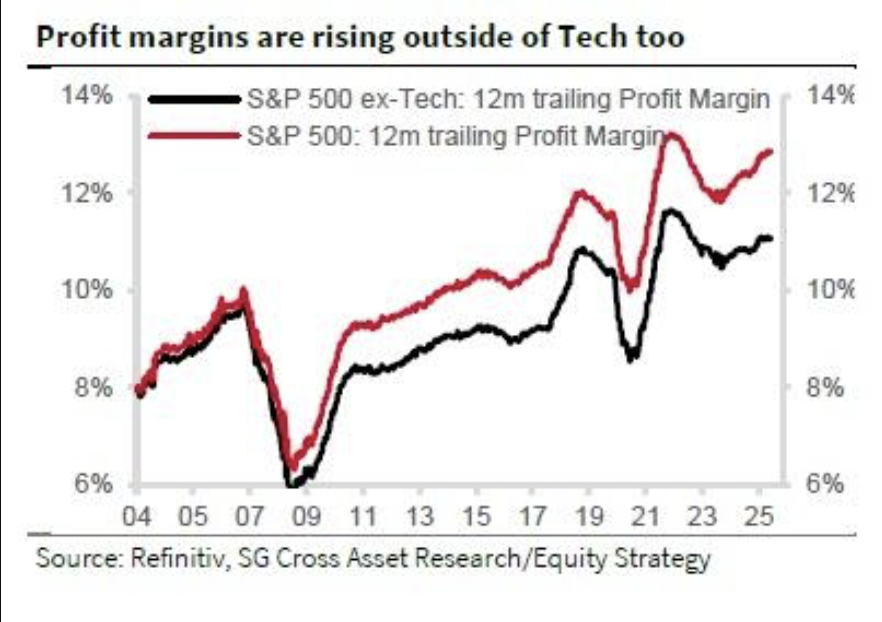 Profit margins are rising outside of Tech too
14% S&P 500 ex-Tech: 12m trailing Profit Margin 14%
S&P 500: 12m trailing Profit Margin
12% 12%
10% 10%
8% 8%
6% 6%
04 05 07 09 11 13 15 17 19 21 23 25
Source: Refinitiv, SG Cross Asset Research/Equity Strategy